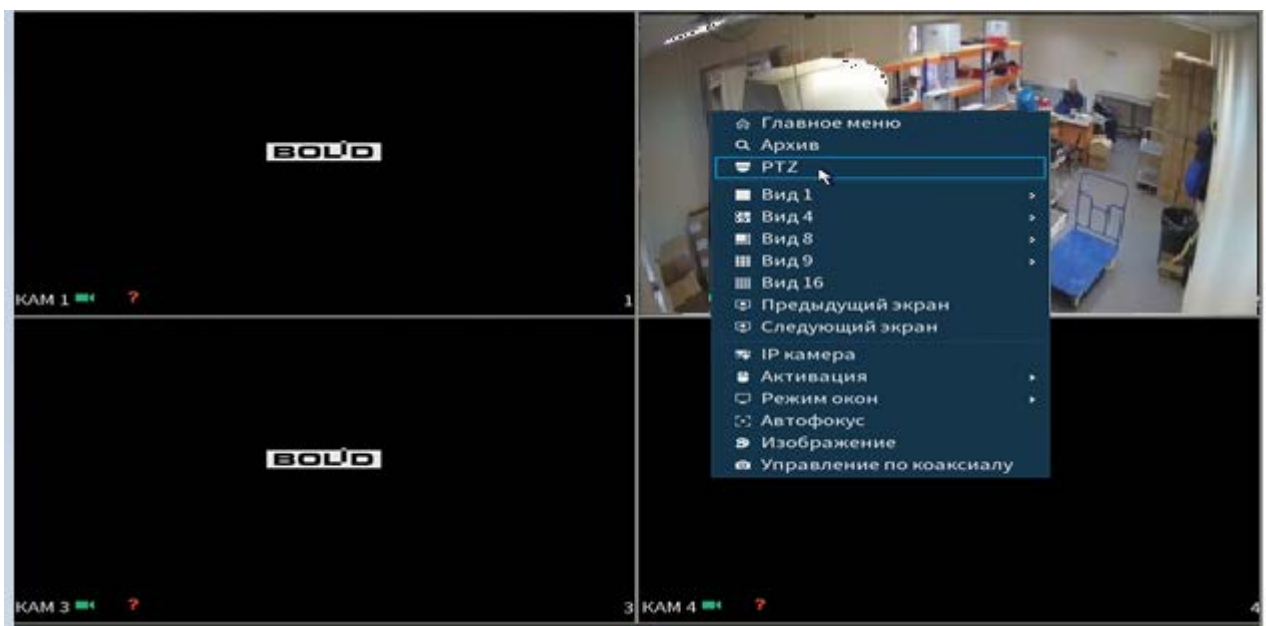 BOLID
КАМ 1 ?
1
Главное меню
Архив
PTZ
Вид 1
Вид 4
Вид 8
Вид 9
Вид 16
Предыдущий экран
Следующий экран
IP камера
Активация
Режим окон
Автофокус
Изображение
Управление по коаксиалу
BOLID
КАМ 3 ?
3
КАМ 4 ?
4